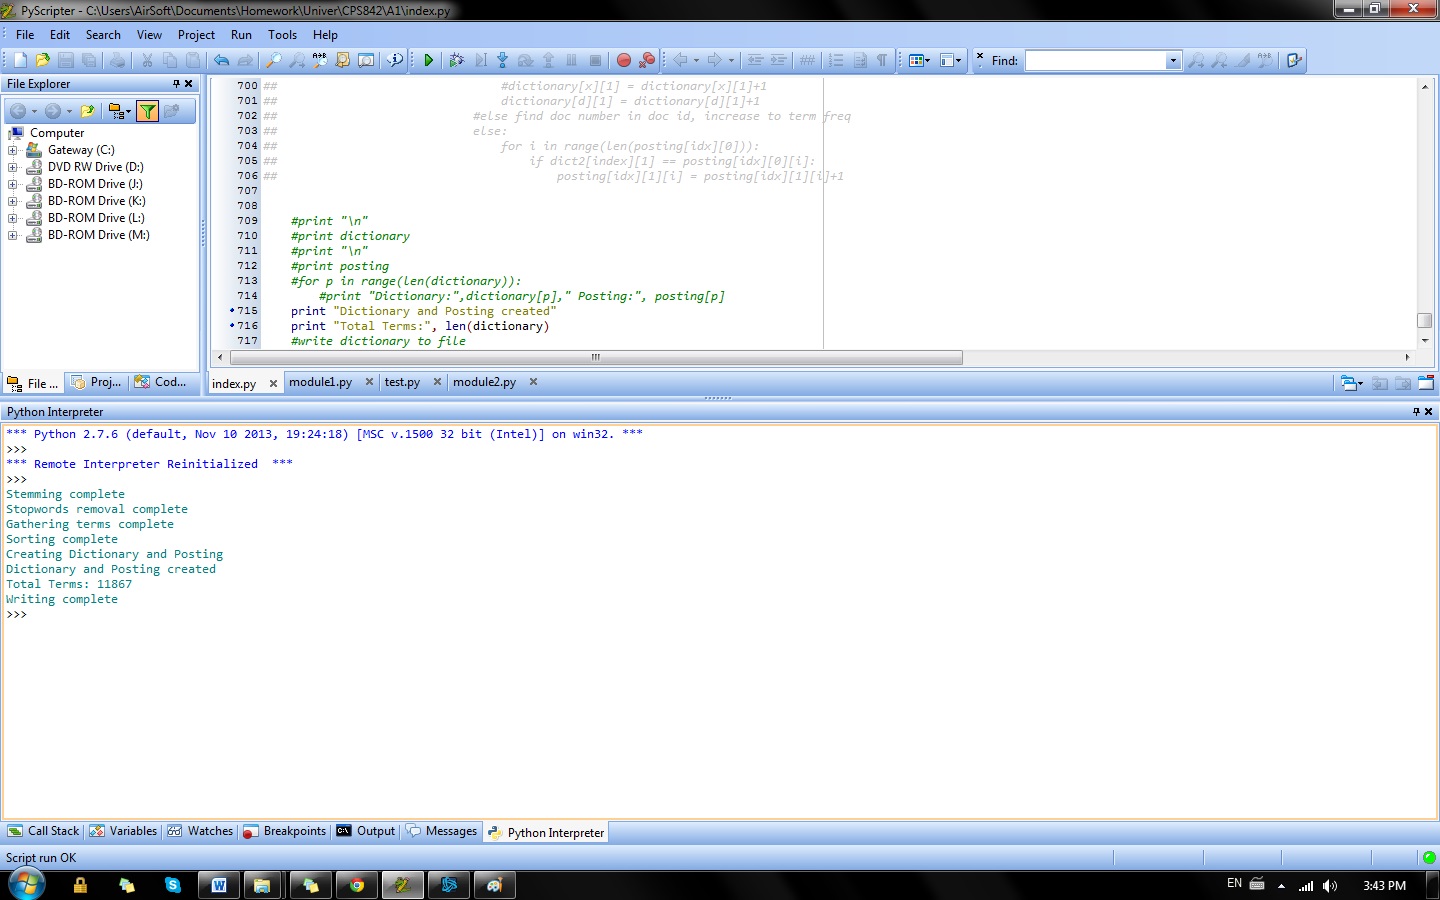 PyScripter - C:\Users\AirSoft\Documents\Homework\Univer\CPS842\A1\index.py
File Edit Search View Project Run Tools Help
Find:
File Explorer
Computer
Gateway (C:)
DVD RW Drive (D:)
BD-ROM Drive (J:)
BD-ROM Drive (K:)
BD-ROM Drive (L:)
BD-ROM Drive (M:)
File ... Proj... Cod...
700 ## #dictionary[x][1] = dictionary[x][1]+1
701 ## dictionary[d][1] = dictionary[d][1]+1
702 ## #else find doc number in doc id, increase to term freq
703 ## else:
704 ## for i in range(len(posting[idx][0])):
705 ## if dict2[index][1] == posting[idx][0][i]:
706 ## posting[idx][1][i] = posting[idx][1][i]+1
707
708
709 #print "\n"
710 #print dictionary
711 #print "\n"
712 #print posting
713 #for p in range(len(dictionary)):
714 #print "Dictionary:",dictionary[p]," Posting:", posting[p]
715 print "Dictionary and Posting created"
716 print "Total Terms:", len(dictionary)
717 #write dictionary to file
index.py module1.py test.py module2.py
Python Interpreter
*** Python 2.7.6 (default, Nov 10 2013, 19:24:18) [MSC v.1500 32 bit (Intel)] on win32. ***
>>>
*** Remote Interpreter Reinitialized ***
>>>
Stemming complete
Stopwords removal complete
Gathering terms complete
Sorting complete
Creating Dictionary and Posting
Dictionary and Posting created
Total Terms: 11867
Writing complete
>>>
Call Stack Variables Watches Breakpoints Output Messages Python Interpreter
Script run OK
EN 3:43 PM